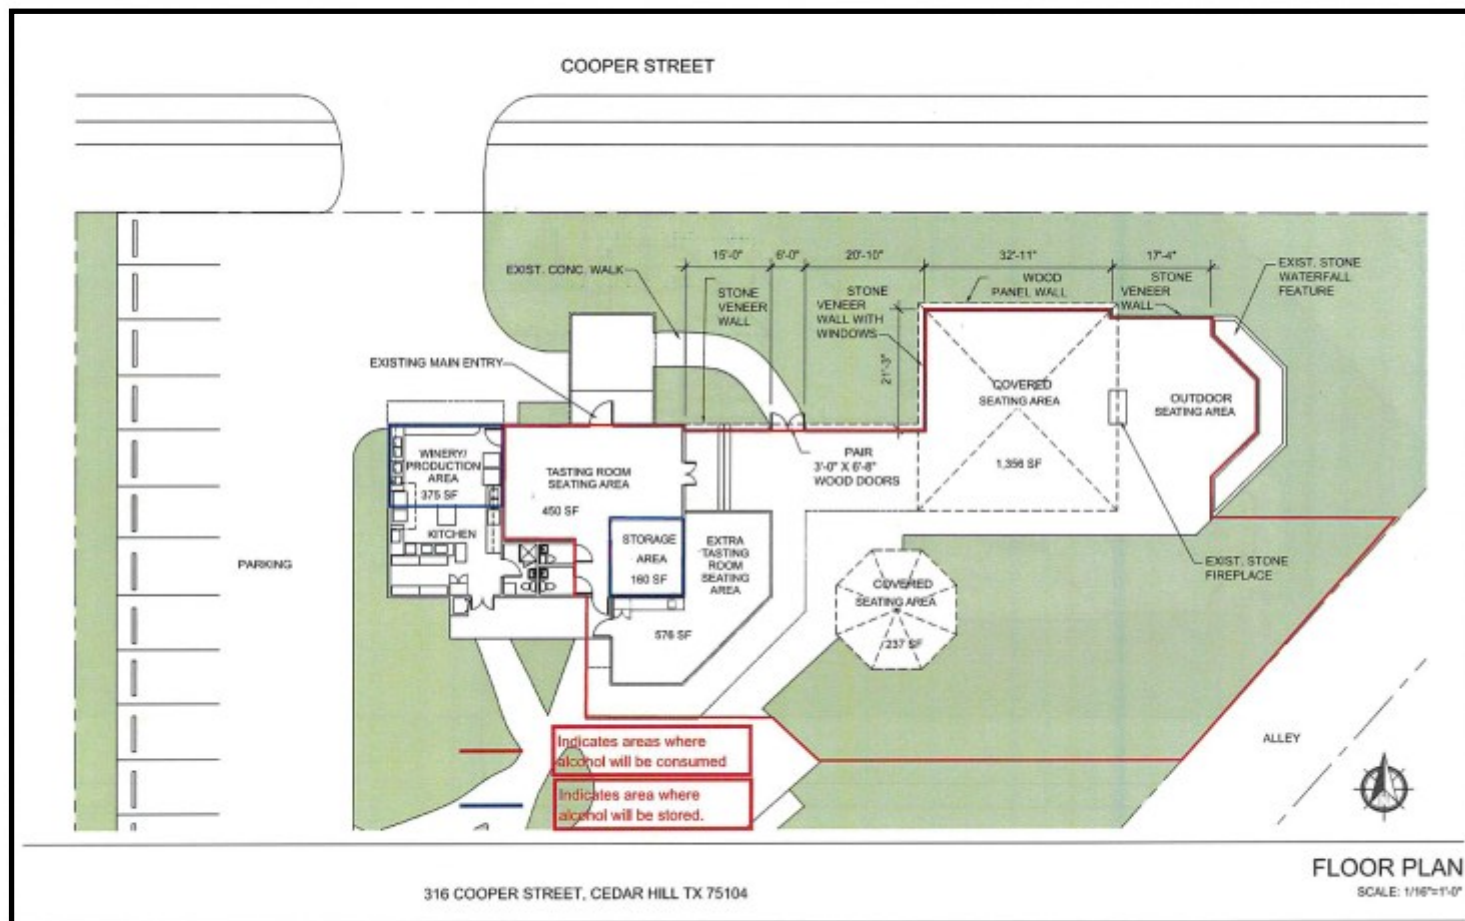 COOPER STREET
15'-0"
6'-0"
20'-10"
32'-11"
17'-4"
EXIST. CONC. WALK
STONE
VENEER
WALL
STONE
VENEER
WALL WITH
WINDOWS
WOOD
PANEL WALL
STONE
VENEER
WALL
EXIST. STONE
WATERFALL
FEATURE
EXISTING MAIN ENTRY
21'-3"
COVERED
SEATING AREA
1,356 SF
OUTDOOR
SEATING AREA
WINERY/
PRODUCTION
AREA
375 SF
TASTING ROOM
SEATING AREA
450 SF
PAIR
3'-0" X 6'-8"
WOOD DOORS
KITCHEN
STORAGE
AREA
160 SF
EXTRA
TASTING
ROOM
SEATING
AREA
576 SF
EXIST. STONE
FIREPLACE
PARKING
COVERED
SEATING AREA
237 SF
Indicates areas where
alcohol will be consumed
Indicates area where
alcohol will be stored.
ALLEY
316 COOPER STREET, CEDAR HILL TX 75104
FLOOR PLAN
SCALE: 1/16"=1'-0"